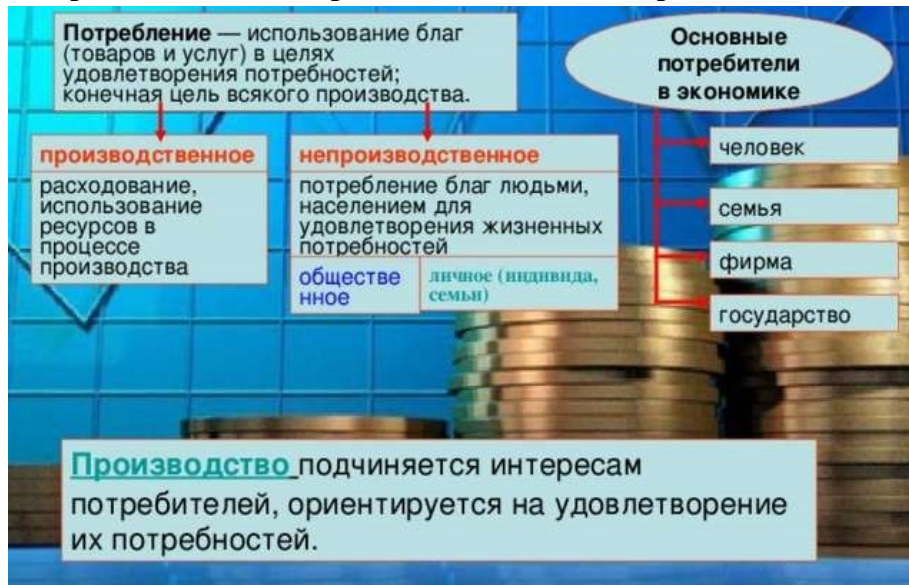 Потребление — использование благ
(товаров и услуг) в целях
удовлетворения потребностей;
конечная цель всякого производства.
производственное
расходование,
использование
ресурсов в
процессе
производства
непроизводственное
потребление благ людьми,
населением для
удовлетворения жизненных
потребностей
обществе
нное
личное (индивида,
семьи)
Основные
потребители
в экономике
человек
семья
фирма
государство
Производство подчиняется интересам
потребителей, ориентируется на удовлетворение
их потребностей.